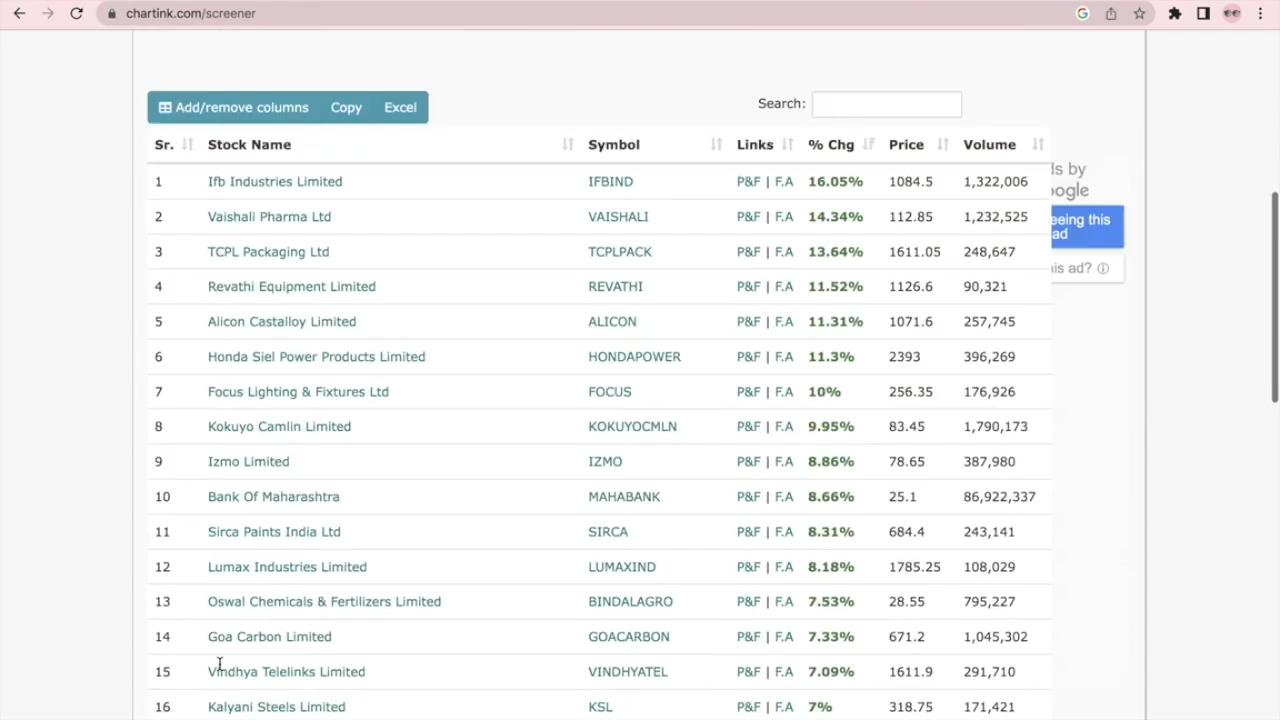 chartink.com/screener
Add/remove columns Copy Excel Search:
Sr. Stock Name Symbol Links % Chg Price Volume
1 Ifb Industries Limited IFBIND P&F | F.A 16.05% 1084.5 1,322,006
2 Vaishali Pharma Ltd VAISHALI P&F | F.A 14.34% 112.85 1,232,525
3 TCPL Packaging Ltd TCPLPACK P&F | F.A 13.64% 1611.05 248,647
4 Revathi Equipment Limited REVATHI P&F | F.A 11.52% 1126.6 90,321
5 Alicon Castalloy Limited ALICON P&F | F.A 11.31% 1071.6 257,745
6 Honda Siel Power Products Limited HONDAPOWER P&F | F.A 11.3% 2393 396,269
7 Focus Lighting & Fixtures Ltd FOCUS P&F | F.A 10% 256.35 176,926
8 Kokuyo Camlin Limited KOKUYOCMLN P&F | F.A 9.95% 83.45 1,790,173
9 Izmo Limited IZMO P&F | F.A 8.86% 78.65 387,980
10 Bank Of Maharashtra MAHABANK P&F | F.A 8.66% 25.1 86,922,337
11 Sirca Paints India Ltd SIRCA P&F | F.A 8.31% 684.4 243,141
12 Lumax Industries Limited LUMAXIND P&F | F.A 8.18% 1785.25 108,029
13 Oswal Chemicals & Fertilizers Limited BINDALAGRO P&F | F.A 7.53% 28.55 795,227
14 Goa Carbon Limited GOACARBON P&F | F.A 7.33% 671.2 1,045,302
15 Vindhya Telelinks Limited VINDHYATEL P&F | F.A 7.09% 1611.9 291,710
16 Kalyani Steels Limited KSL P&F | F.A 7% 318.75 171,421
ds by
oogle
eeing this
ad
his ad?